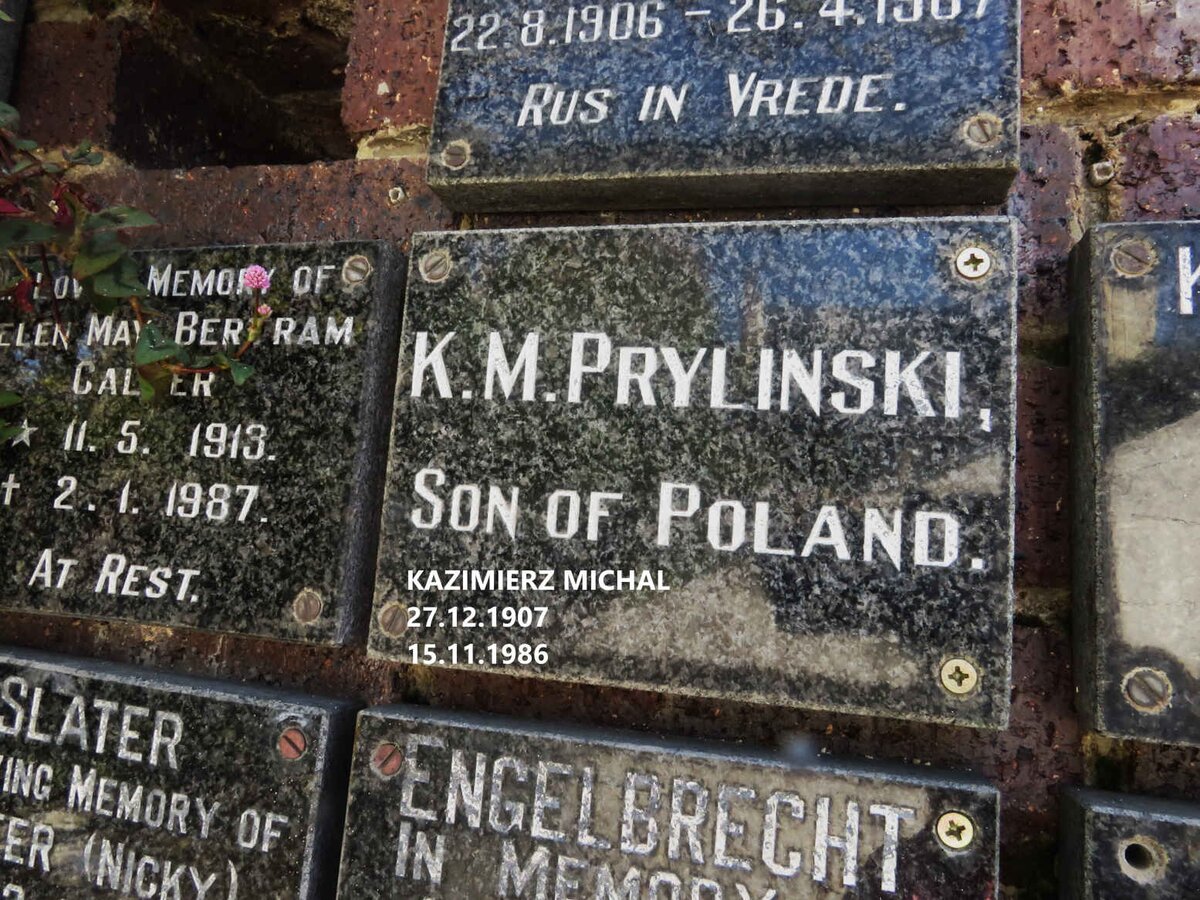 22.8.1906 - 26.4.1987
RUS IN VREDE.
MEMORY OF
MAY BERTRAM
★ 11. 5. 1913.
† 2. 1. 1987.
AT REST.
K.M.PRYLINSKI,
SON OF POLAND.
KAZIMIERZ MICHAL
27.12.1907
15.11.1986
K
SLATER
MEMORY OF
(NICKY)
ENGELBRECHT
IN MEMORY